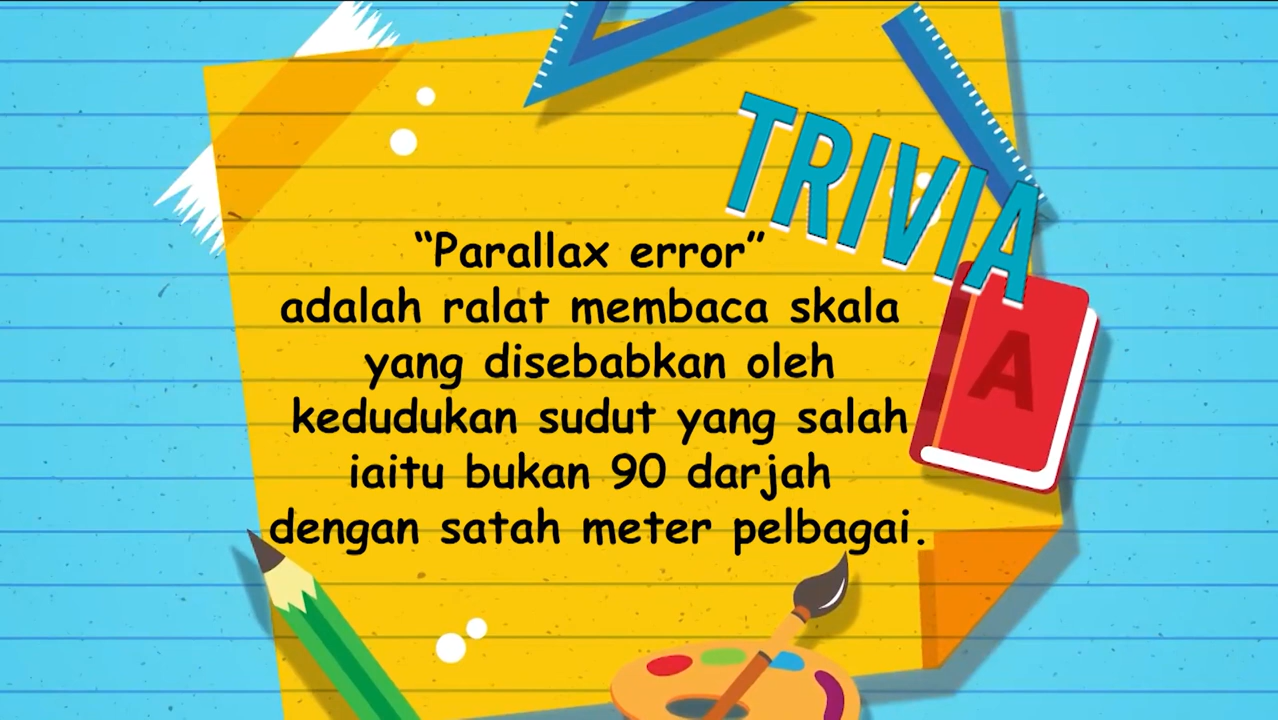 TRIVIA
“Parallax error”
adalah ralat membaca skala
yang disebabkan oleh
kedudukan sudut yang salah
iaitu bukan 90 darjah
dengan satah meter pelbagai.
A